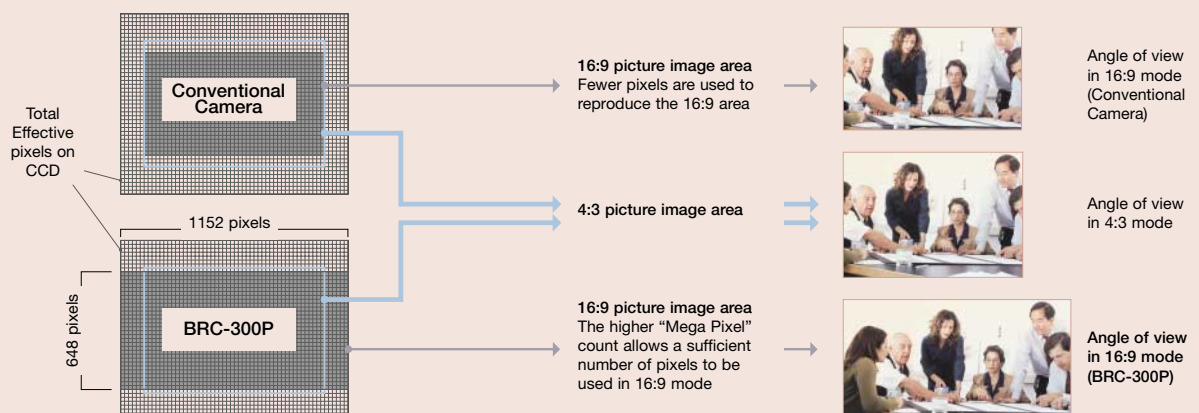 Conventional
Camera
Total
Effective
pixels on
CCD
16:9 picture image area
Fewer pixels are used to
reproduce the 16:9 area
Angle of view
in 16:9 mode
(Conventional
Camera)
4:3 picture image area
Angle of view
in 4:3 mode
1152 pixels
648 pixels
BRC-300P
16:9 picture image area
The higher “Mega Pixel”
count allows a sufficient
number of pixels to be
used in 16:9 mode
Angle of view
in 16:9 mode
(BRC-300P)